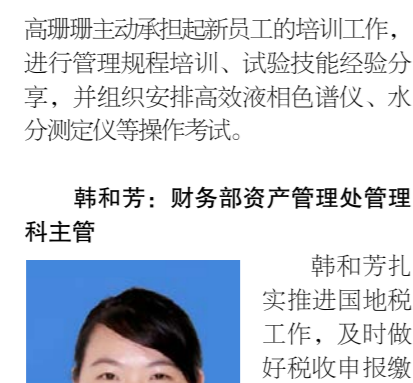 高珊珊主动承担起新员工的培训工作，
进行管理规程培训、试验技能经验分
享，并组织安排高效液相色谱仪、水
分测定仪等操作考试。
韩和芳：财务部资产管理处管理
科主管
韩和芳扎
实推进国地税
工作，及时做
好税收申报缴